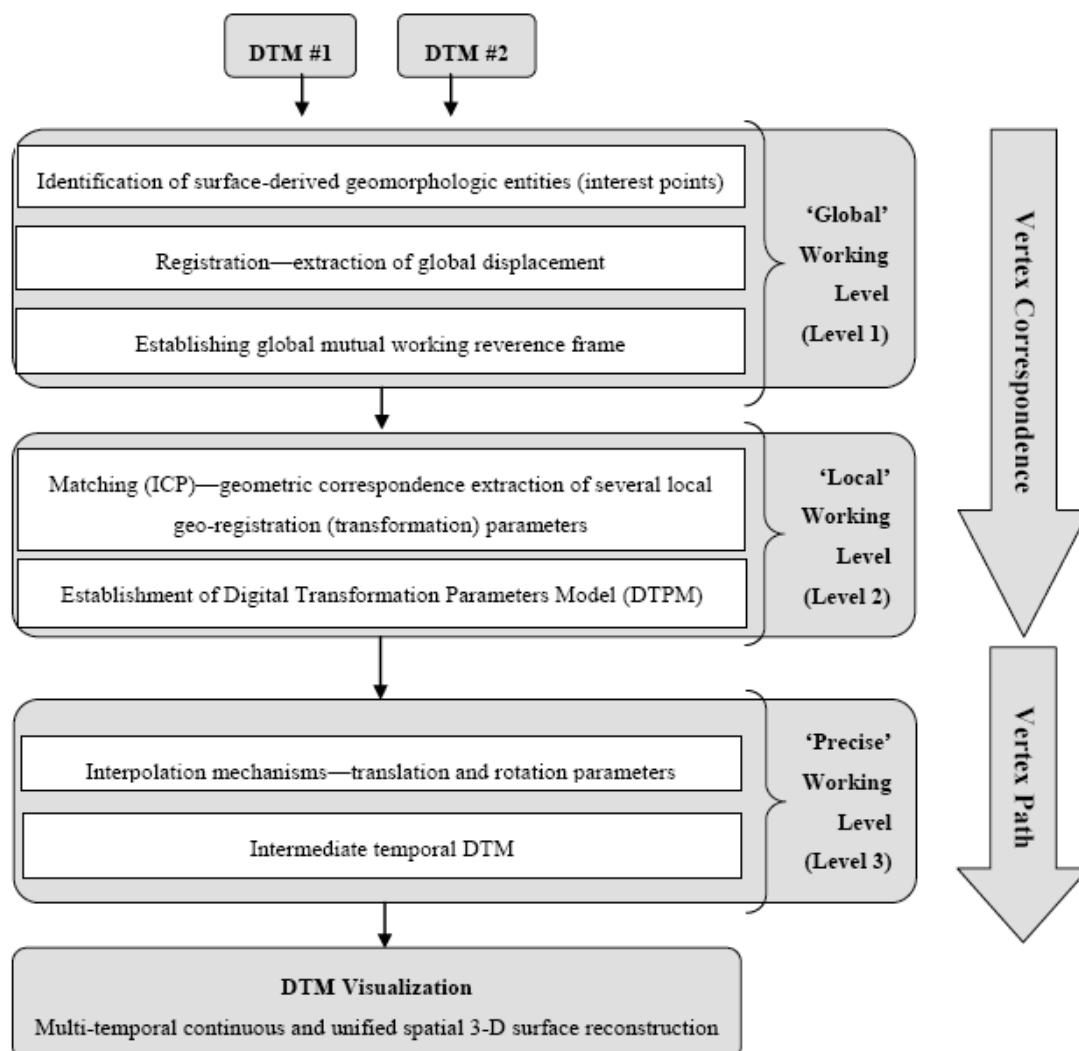 DTM #1
DTM #2
Identification of surface-derived geomorphologic entities (interest points)
Registration—extraction of global displacement
Establishing global mutual working reverence frame
‘Global’
Working
Level
(Level 1)
Vertex Correspondence
Matching (ICP)—geometric correspondence extraction of several local
geo-registration (transformation) parameters
Establishment of Digital Transformation Parameters Model (DTPM)
‘Local’
Working
Level
(Level 2)
Interpolation mechanisms—translation and rotation parameters
Intermediate temporal DTM
‘Precise’
Working
Level
(Level 3)
Vertex Path
DTM Visualization
Multi-temporal continuous and unified spatial 3-D surface reconstruction